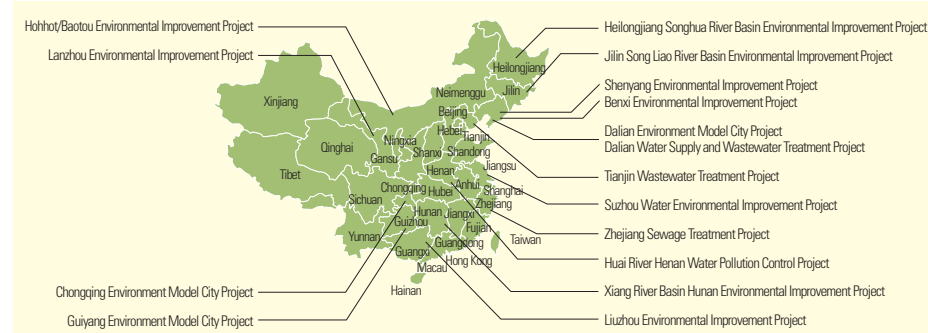 Hohhot/Baotou Environmental Improvement Project
Lanzhou Environmental Improvement Project
Heilongjiang Songhua River Basin Environmental Improvement Project
Jilin Song Liao River Basin Environmental Improvement Project
Shenyang Environmental Improvement Project
Benxi Environmental Improvement Project
Dalian Environment Model City Project
Dalian Water Supply and Wastewater Treatment Project
Tianjin Wastewater Treatment Project
Suzhou Water Environmental Improvement Project
Zhejiang Sewage Treatment Project
Huai River Henan Water Pollution Control Project
Xiang River Basin Hunan Environmental Improvement Project
Liuzhou Environmental Improvement Project
Chongqing Environment Model City Project
Guiyang Environment Model City Project
Heilongjiang
Neimenggu
Jilin
Xinjiang
Beijing
Hebei
Tianjin
Ningxia
Qinghai
Shanxi
Shandong
Gansu
Jiangsu
Henan
Tibet
Chongqing
Anhui
Hubei
Shanghai
Sichuan
Zhejiang
Hunan
Jiangxi
Guizhou
Fujian
Yunnan
Guangdong
Taiwan
Guangxi
Hong Kong
Macau
Hainan